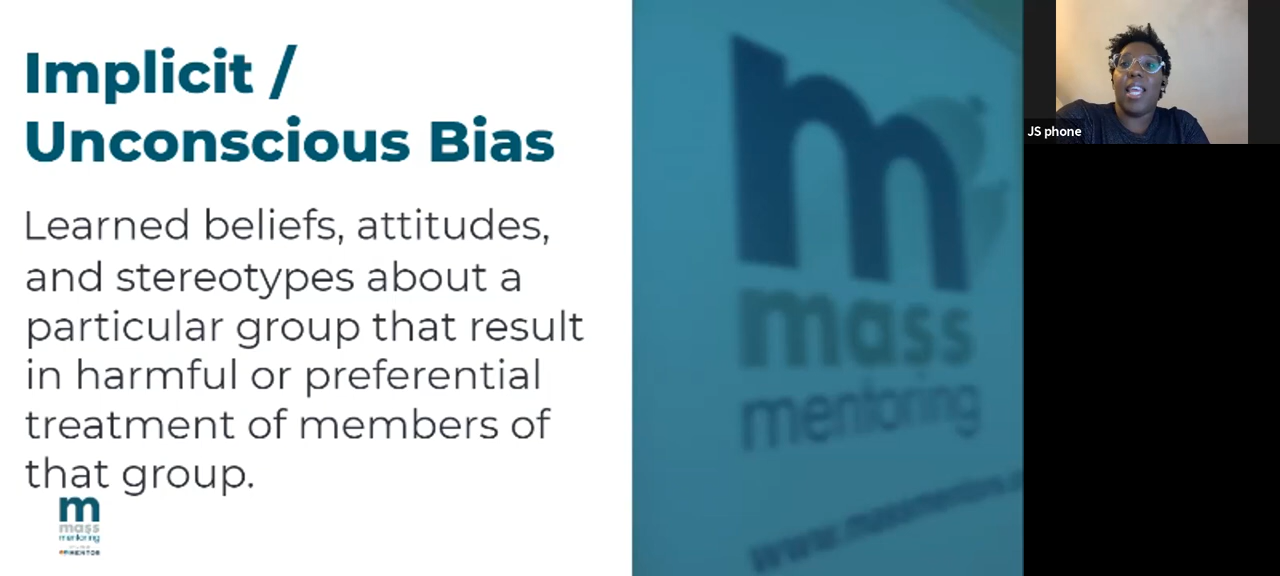 Implicit /
Unconscious Bias
Learned beliefs, attitudes,
and stereotypes about a
particular group that result
in harmful or preferential
treatment of members of
that group.
m
mass
mentoring
MENTOR
m
mass
mentoring
JS phone